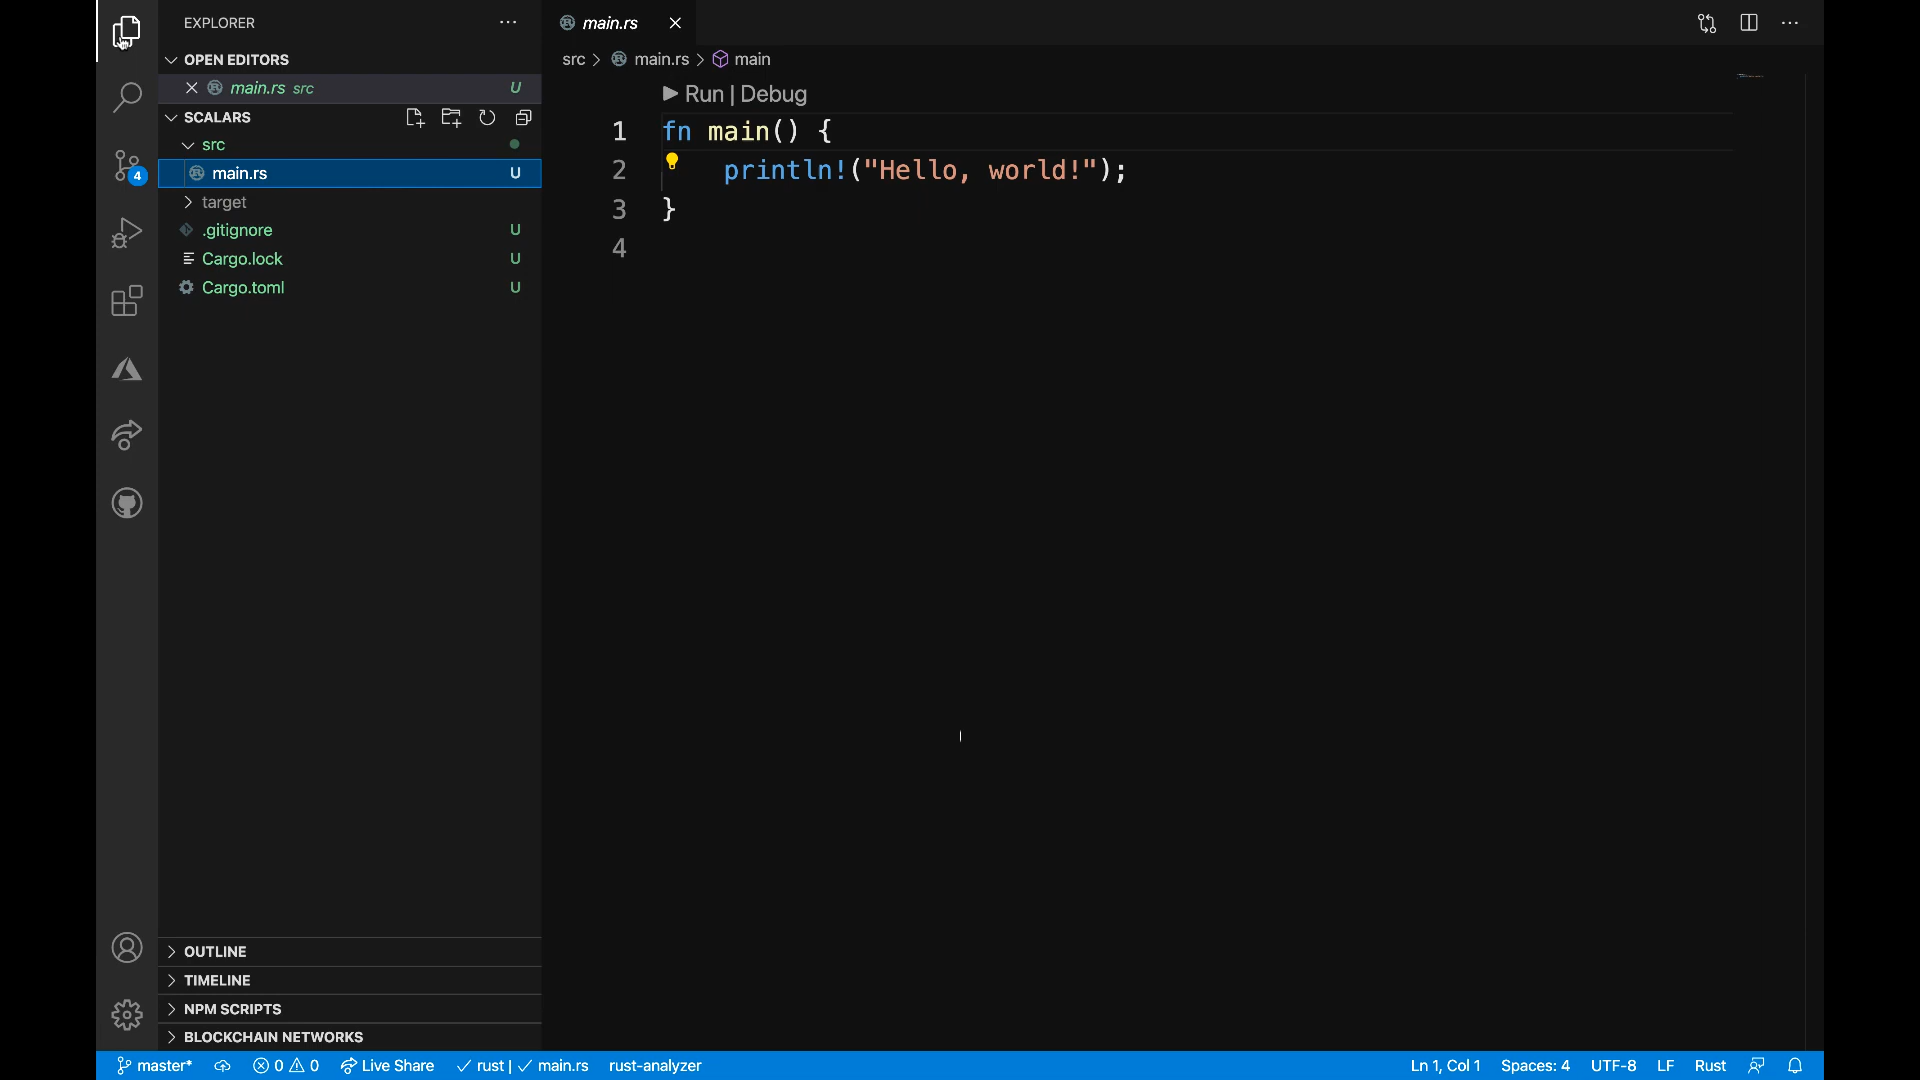 EXPLORER
OPEN EDITORS
main.rs src U
SCALARS
src
main.rs U
target
.gitignore U
Cargo.lock U
Cargo.toml U
OUTLINE
TIMELINE
NPM SCRIPTS
BLOCKCHAIN NETWORKS
4
main.rs
src > main.rs > main
Run | Debug
1 fn main() {
2 println!("Hello, world!");
3 }
4
master* 0 0 Live Share rust | main.rs rust-analyzer Ln 1, Col 1 Spaces: 4 UTF-8 LF Rust